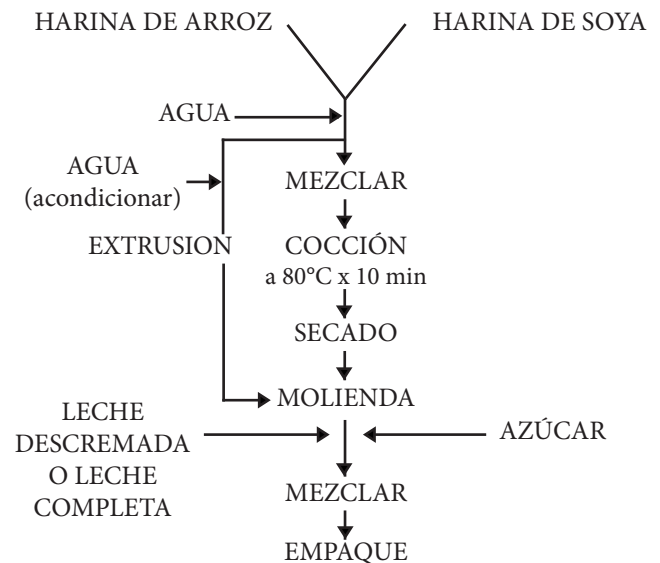 HARINA DE ARROZ
HARINA DE SOYA
AGUA
AGUA
(acondicionar)
MEZCLAR
EXTRUSION
COCCIÓN
a 80°C x 10 min
SECADO
MOLIENDA
LECHE
DESCREMADA
O LECHE
COMPLETA
AZÚCAR
MEZCLAR
EMPAQUE